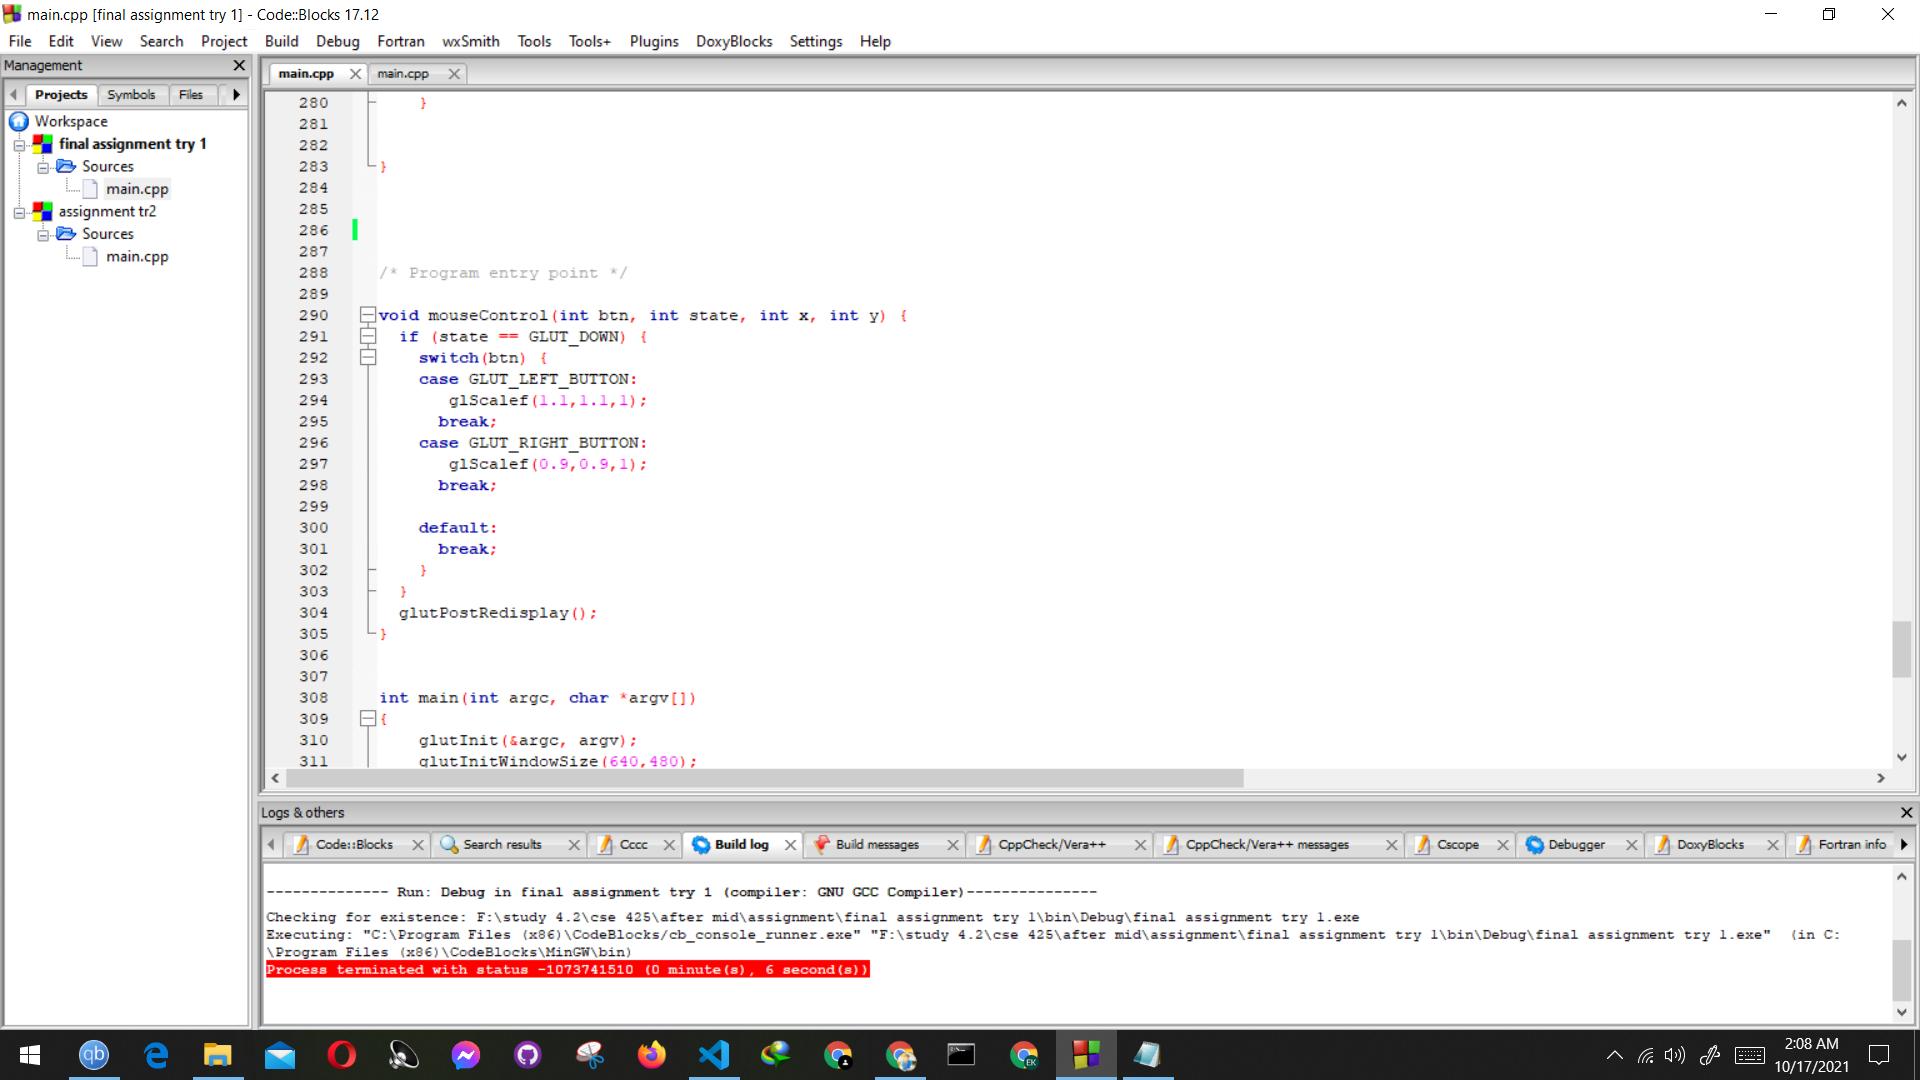 main.cpp [final assignment try 1] - Code::Blocks 17.12
File Edit View Search Project Build Debug Fortran wxSmith Tools Tools+ Plugins DoxyBlocks Settings Help
Management
Projects Symbols Files
Workspace
final assignment try 1
Sources
main.cpp
assignment tr2
Sources
main.cpp
main.cpp main.cpp
280 }
281
282
283 }
284
285
286
287
288 /* Program entry point */
289
290 void mouseControl(int btn, int state, int x, int y) {
291 if (state == GLUT_DOWN) {
292 switch(btn) {
293 case GLUT_LEFT_BUTTON:
294 glScalef(1.1,1.1,1);
295 break;
296 case GLUT_RIGHT_BUTTON:
297 glScalef(0.9,0.9,1);
298 break;
299
300 default:
301 break;
302 }
303 }
304 glutPostRedisplay();
305 }
306
307
308 int main(int argc, char *argv[])
309 {
310 glutInit(&argc, argv);
311 glutInitWindowSize(640,480);
Logs & others
Code::Blocks Search results Cccc Build log Build messages CppCheck/Vera++ CppCheck/Vera++ messages Cscope Debugger DoxyBlocks Fortran info
-------------- Run: Debug in final assignment try 1 (compiler: GNU GCC Compiler)---------------
Checking for existence: F:\study 4.2\cse 425\after mid\assignment\final assignment try 1\bin\Debug\final assignment try 1.exe
Executing: "C:\Program Files (x86)\CodeBlocks/cb_console_runner.exe" "F:\study 4.2\cse 425\after mid\assignment\final assignment try 1\bin\Debug\final assignment try 1.exe"  (in C:
\Program Files (x86)\CodeBlocks\MinGW\bin)
Process terminated with status -1073741510 (0 minute(s), 6 second(s))
qb
EK
2:08 AM
10/17/2021